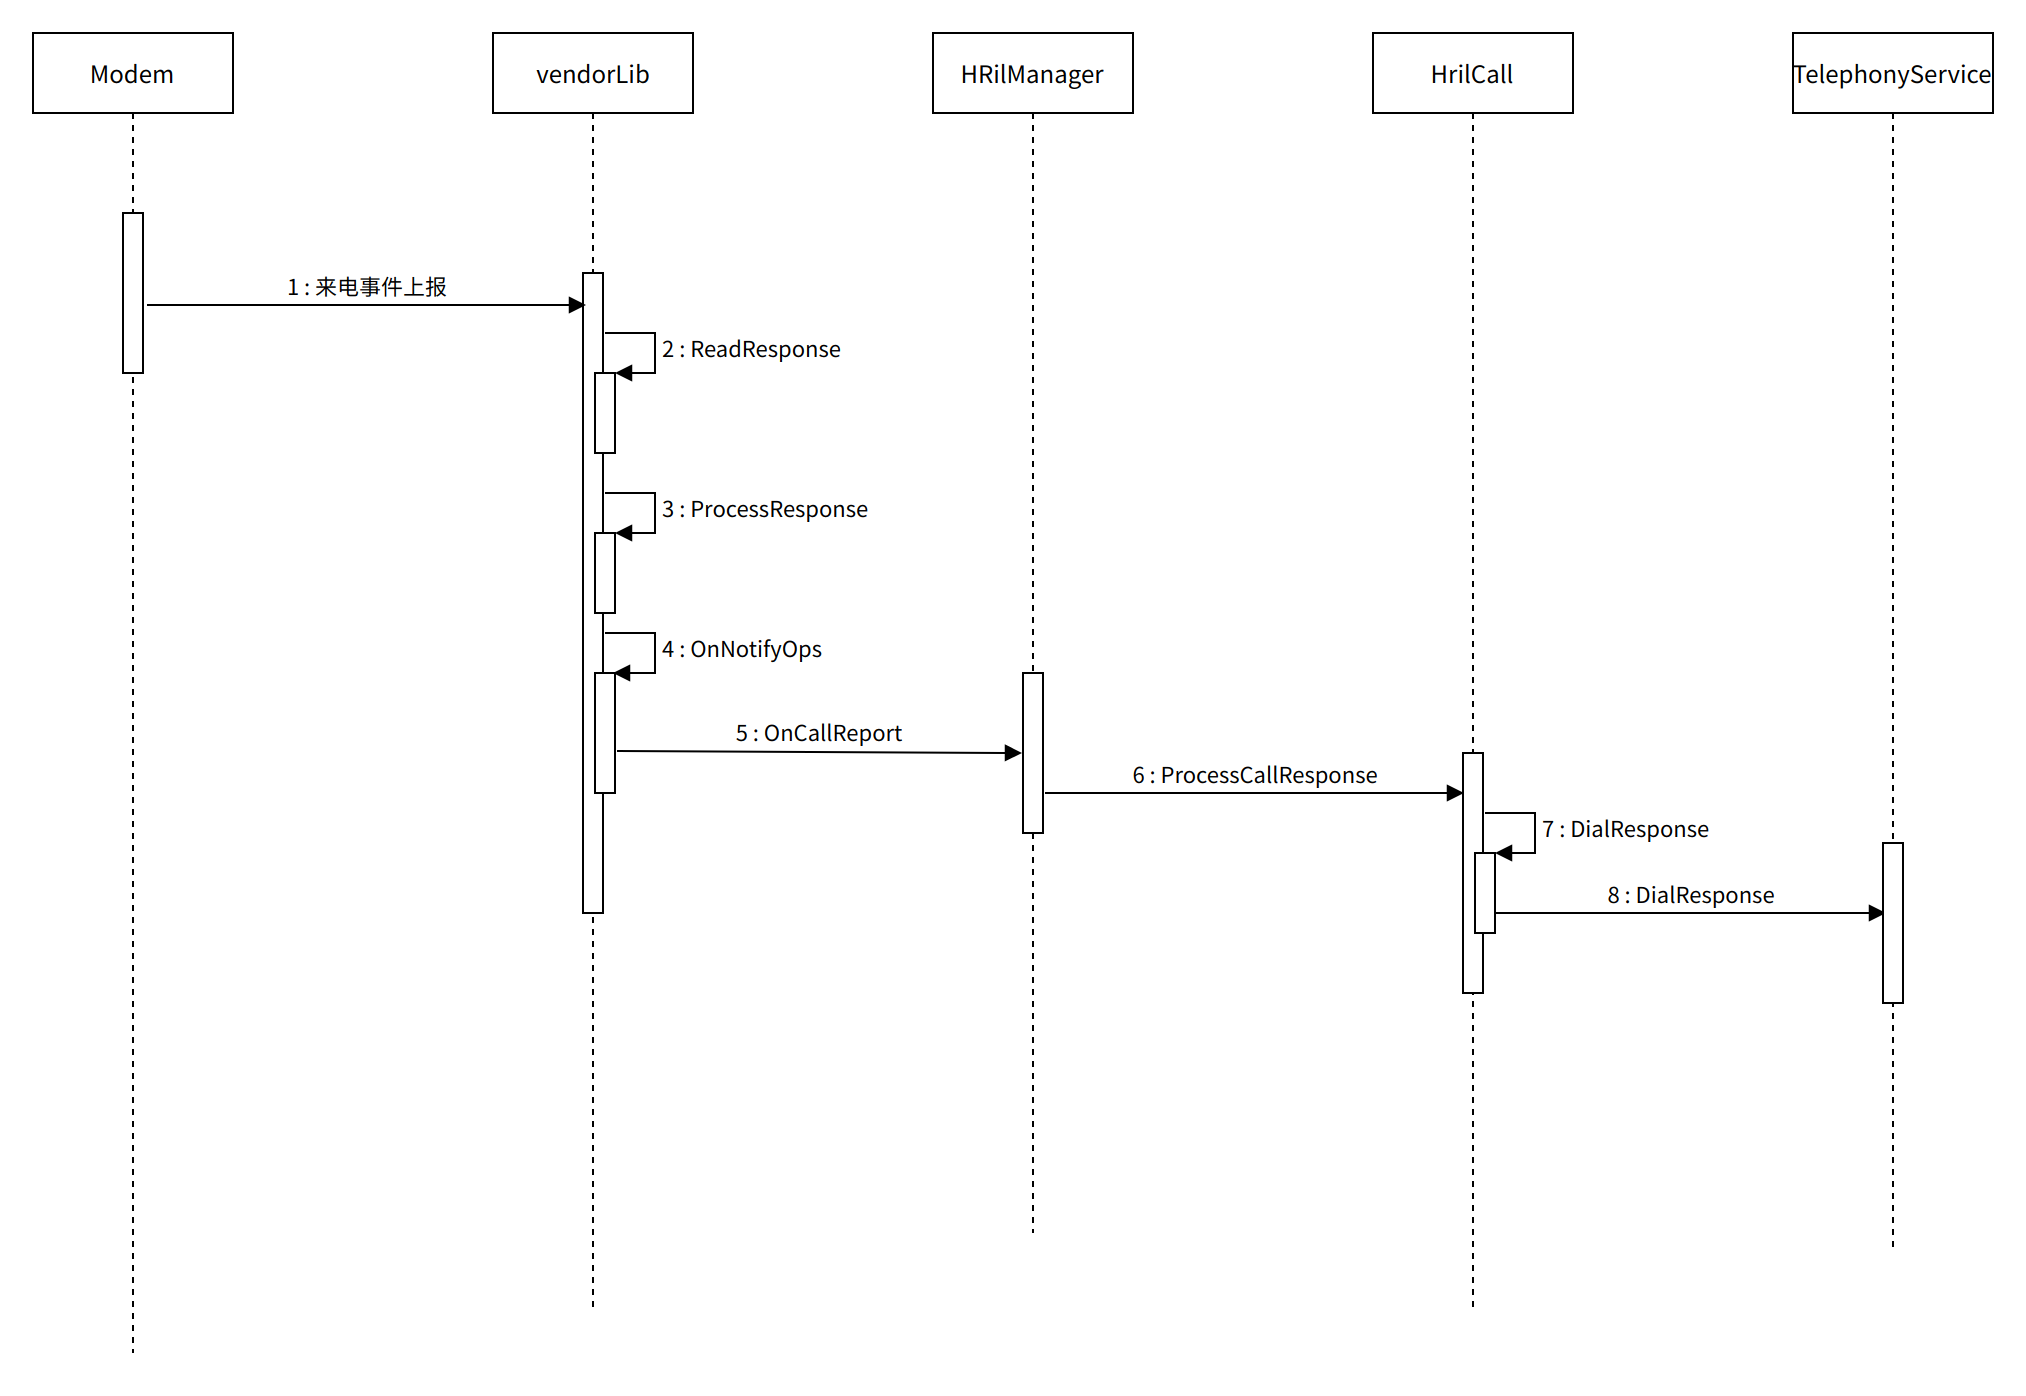 Modem
vendorLib
HRilManager
HrilCall
TelephonyService
1 : 来电事件上报
2 : ReadResponse
3 : ProcessResponse
4 : OnNotifyOps
5 : OnCallReport
6 : ProcessCallResponse
7 : DialResponse
8 : DialResponse